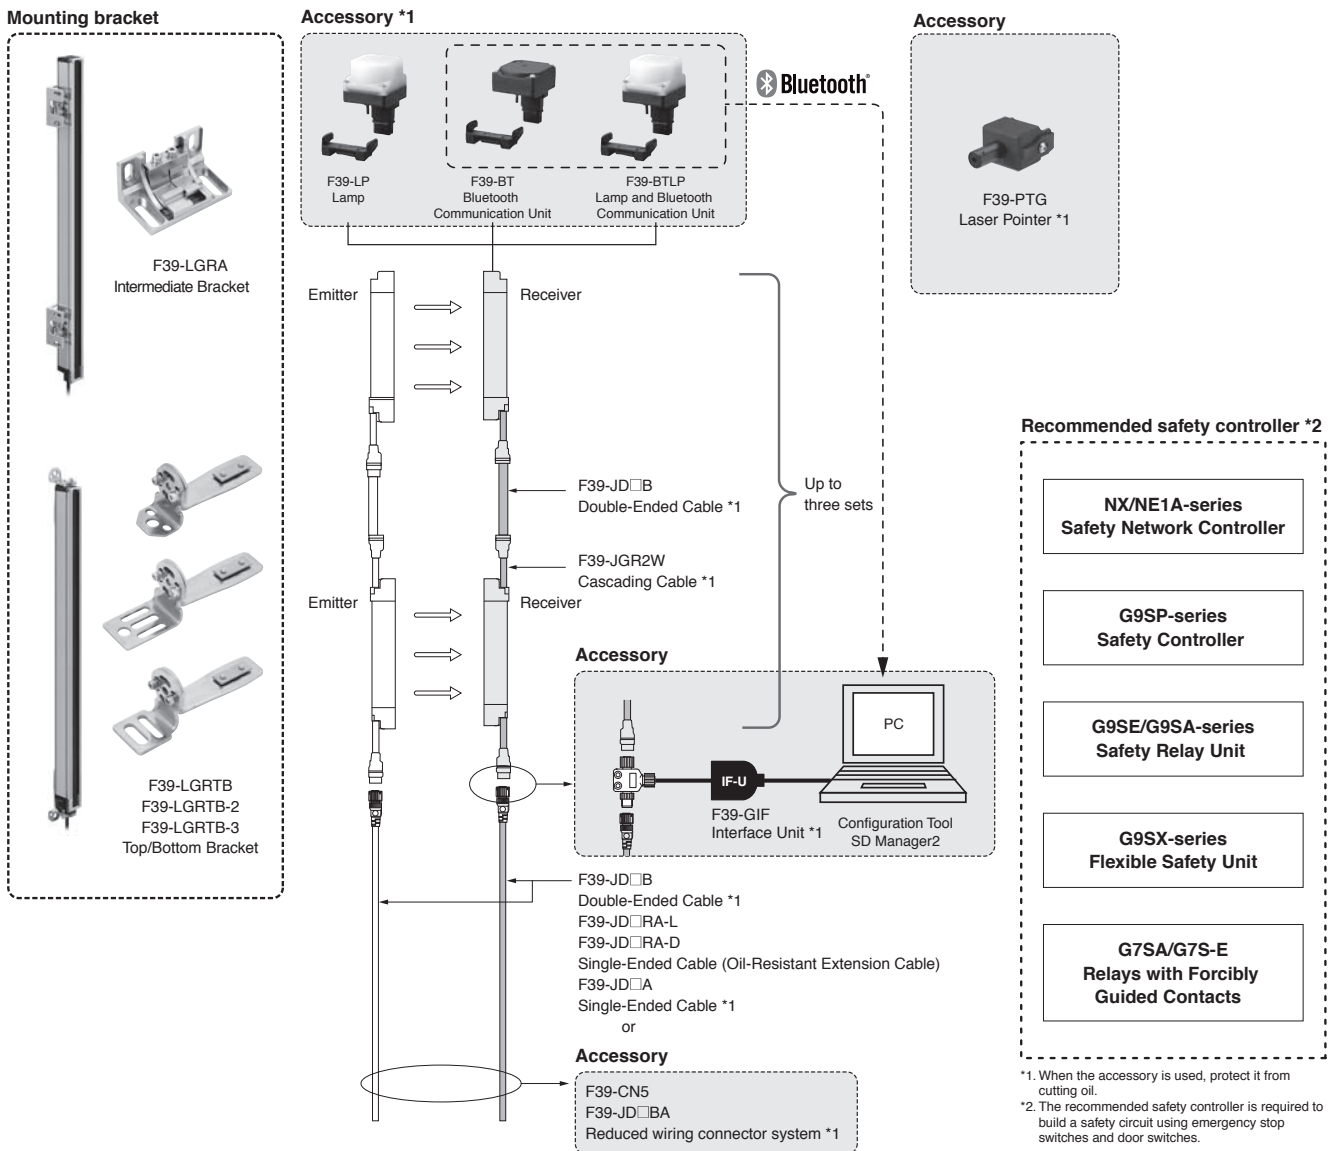 Mounting bracket
F39-LGRA
Intermediate Bracket
F39-LGRTB
F39-LGRTB-2
F39-LGRTB-3
Top/Bottom Bracket
Accessory *1
F39-LP
Lamp
F39-BT
Bluetooth
Communication Unit
F39-BTLP
Lamp and Bluetooth
Communication Unit
Bluetooth®
Accessory
F39-PTG
Laser Pointer *1
Emitter
Receiver
F39-JD□B
Double-Ended Cable *1
F39-JGR2W
Cascading Cable *1
Up to
three sets
Emitter
Receiver
Accessory
PC
IF-U
F39-GIF
Interface Unit *1
Configuration Tool
SD Manager2
F39-JD□B
Double-Ended Cable *1
F39-JD□RA-L
F39-JD□RA-D
Single-Ended Cable (Oil-Resistant Extension Cable)
F39-JD□A
Single-Ended Cable *1
or
Accessory
F39-CN5
F39-JD□BA
Reduced wiring connector system *1
Recommended safety controller *2
NX/NE1A-series
Safety Network Controller
G9SP-series
Safety Controller
G9SE/G9SA-series
Safety Relay Unit
G9SX-series
Flexible Safety Unit
G7SA/G7S-E
Relays with Forcibly
Guided Contacts
*1. When the accessory is used, protect it from
cutting oil.
*2. The recommended safety controller is required to
build a safety circuit using emergency stop
switches and door switches.